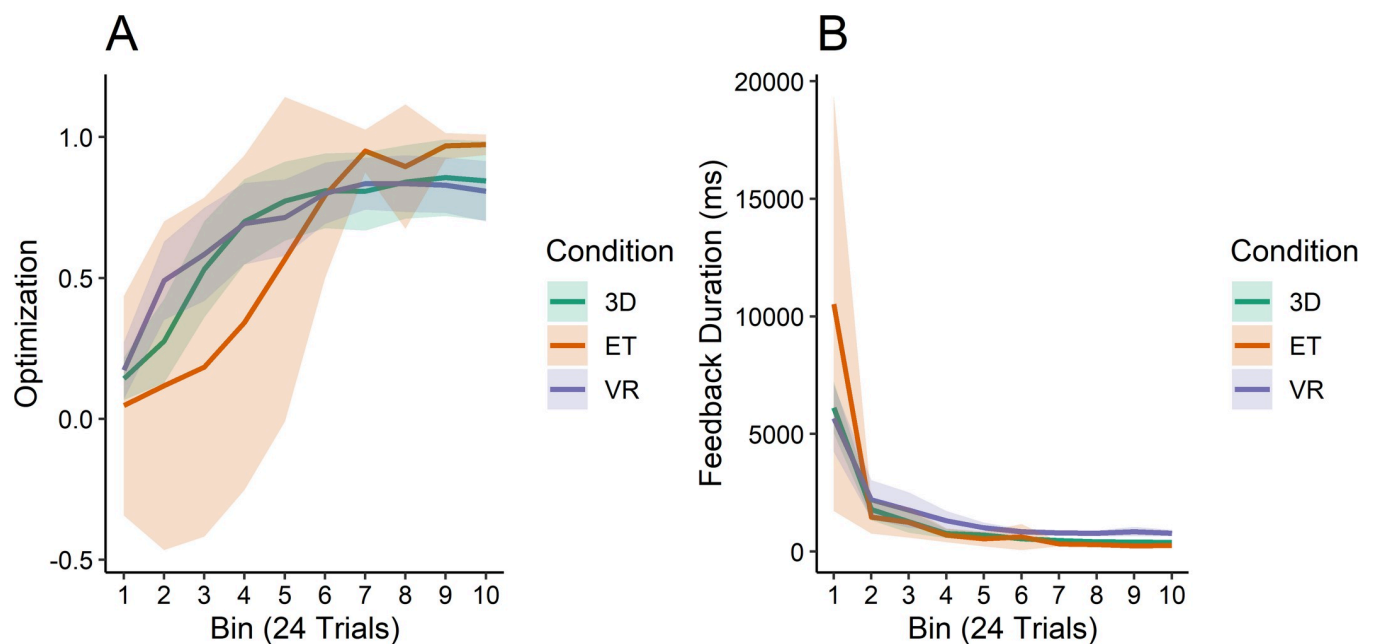 A
Optimization
1.0
0.5
0.0
-0.5
1 2 3 4 5 6 7 8 9 10
Bin (24 Trials)
Condition
3D
ET
VR
B
Feedback Duration (ms)
20000
15000
10000
5000
0
1 2 3 4 5 6 7 8 9 10
Bin (24 Trials)
Condition
3D
ET
VR